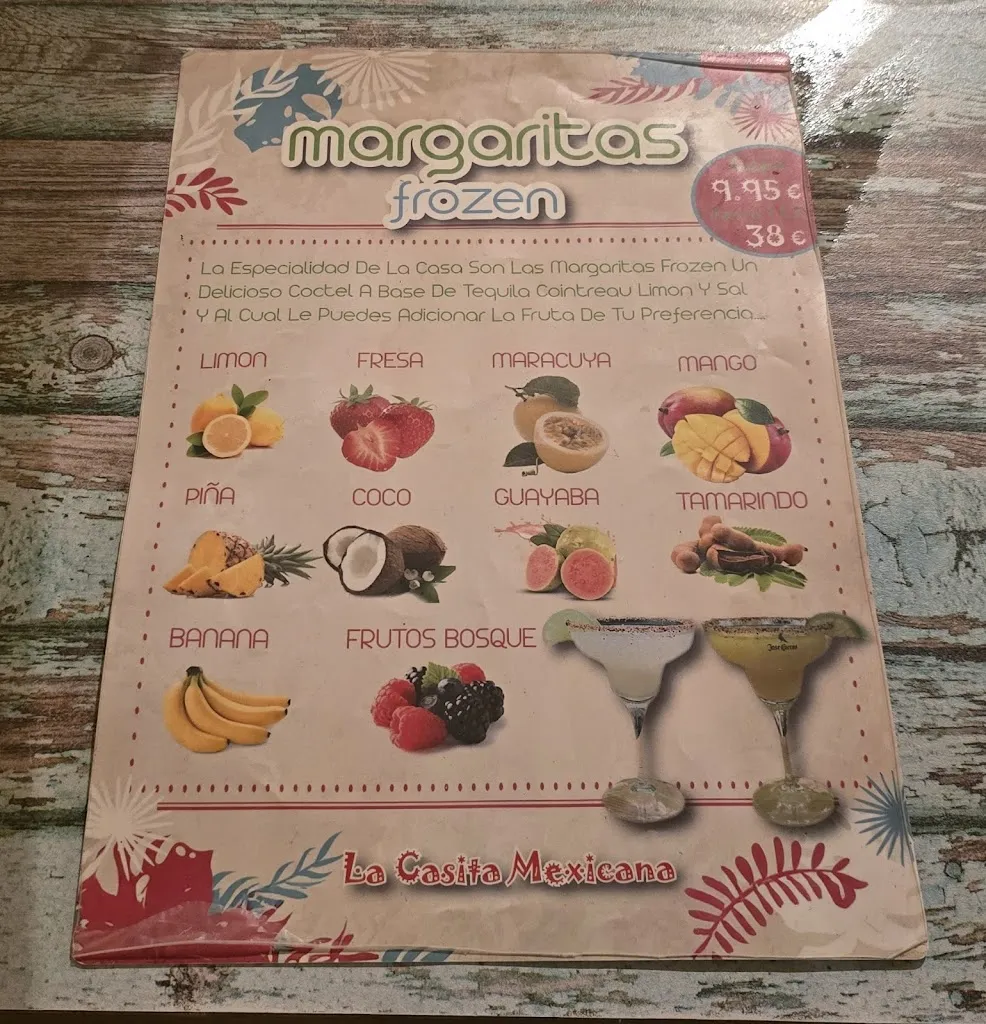 margaritas
frozen
9.95 €
38 €
La Especialidad De La Casa Son Las Margaritas Frozen Un
Delicioso Coctel A Base De Tequila Cointreau Limon Y Sal
Y Al Cual Le Puedes Adicionar La Fruta De Tu Preferencia....
LIMON FRESA MARACUYA MANGO
PIÑA COCO GUAYABA TAMARINDO
BANANA FRUTOS BOSQUE
Jose Cuervo
La Casita Mexicana